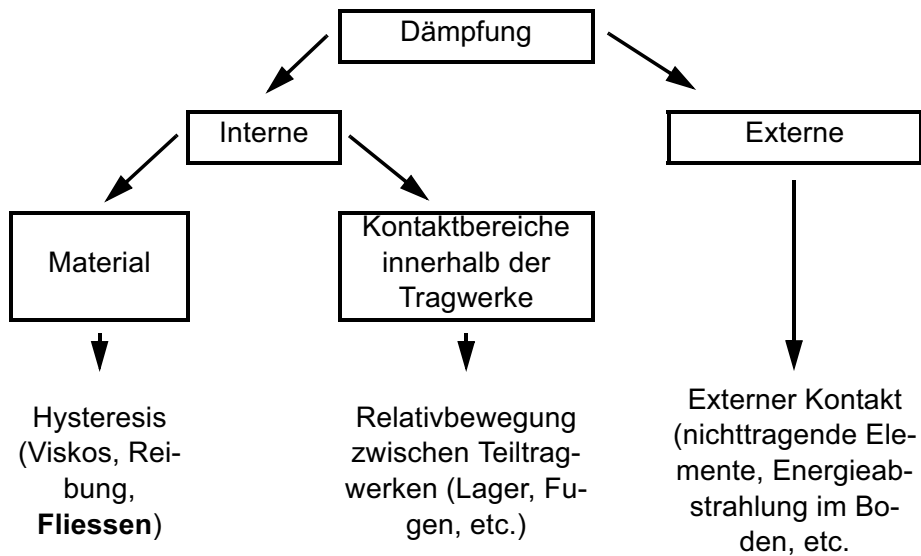 Dämpfung
Interne
Externe
Material
Kontaktbereiche
innerhalb der
Tragwerke
Hysteresis
(Viskos, Rei-
bung,
Fliessen)
Relativbewegung
zwischen Teiltrag-
werken (Lager, Fu-
gen, etc.)
Externer Kontakt
(nichttragende Ele-
mente, Energieab-
strahlung im Bo-
den, etc.